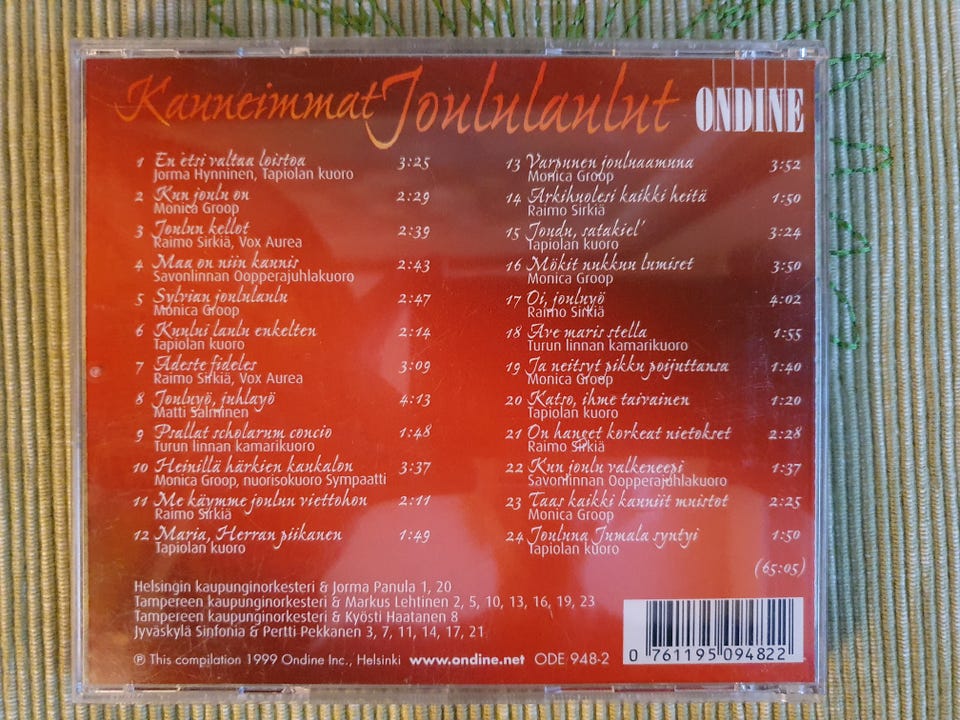 Kauneimmat Joululaulut ONDINE
1 En etsi valtaa loistoa 3:25
Jorma Hynninen, Tapiolan kuoro
2 Kun joulu on 2:29
Monica Groop
3 Joulun kellot 2:39
Raimo Sirkiä, Vox Aurea
4 Maa on niin kaunis 2:43
Savonlinnan Oopperajuhlakuoro
5 Sylvian joululaulu 2:47
Monica Groop
6 Kuului laulu enkelten 2:14
Tapiolan kuoro
7 Adeste fideles 3:09
Raimo Sirkiä, Vox Aurea
8 Jouluyö, juhlayö 4:13
Matti Salminen
9 Psallat scholarum concio 1:48
Turun linnan kamarikuoro
10 Heinillä härkien kaukalon 3:37
Monica Groop, nuorisokuoro Sympaatti
11 Me käymme joulun viettohon 2:11
Raimo Sirkiä
12 Maria, Herran piikanen 1:49
Tapiolan kuoro
13 Varpunen jouluaamuna 3:52
Monica Groop
14 Arkihuolesi kaikki heitä 1:50
Raimo Sirkiä
15 Joudu, satakiel' 3:24
Tapiolan kuoro
16 Mökit nukkuu lumiset 3:50
Monica Groop
17 Oi, jouluyö 4:02
Raimo Sirkiä
18 Ave maris stella 1:55
Turun linnan kamarikuoro
19 Ja neitsyt pikku poijuttansa 1:40
Monica Groop
20 Katso, ihme taivainen 1:20
Tapiolan kuoro
21 On hanget korkeat nietokset 2:28
Raimo Sirkiä
22 Kun joulu valkeneepi 1:37
Savonlinnan Oopperajuhlakuoro
23 Taas kaikki kauniit muistot 2:25
Monica Groop
24 Jouluna Jumala syntyi 1:50
Tapiolan kuoro
(65:05)
Helsingin kaupunginorkesteri & Jorma Panula 1, 20
Tampereen kaupunginorkesteri & Markus Lehtinen 2, 5, 10, 13, 16, 19, 23
Tampereen kaupunginorkesteri & Kyösti Haatanen 8
Jyväskylä Sinfonia & Pertti Pekkanen 3, 7, 11, 14, 17, 21
℗ This compilation 1999 Ondine Inc., Helsinki www.ondine.net ODE 948-2
0 761195 094822